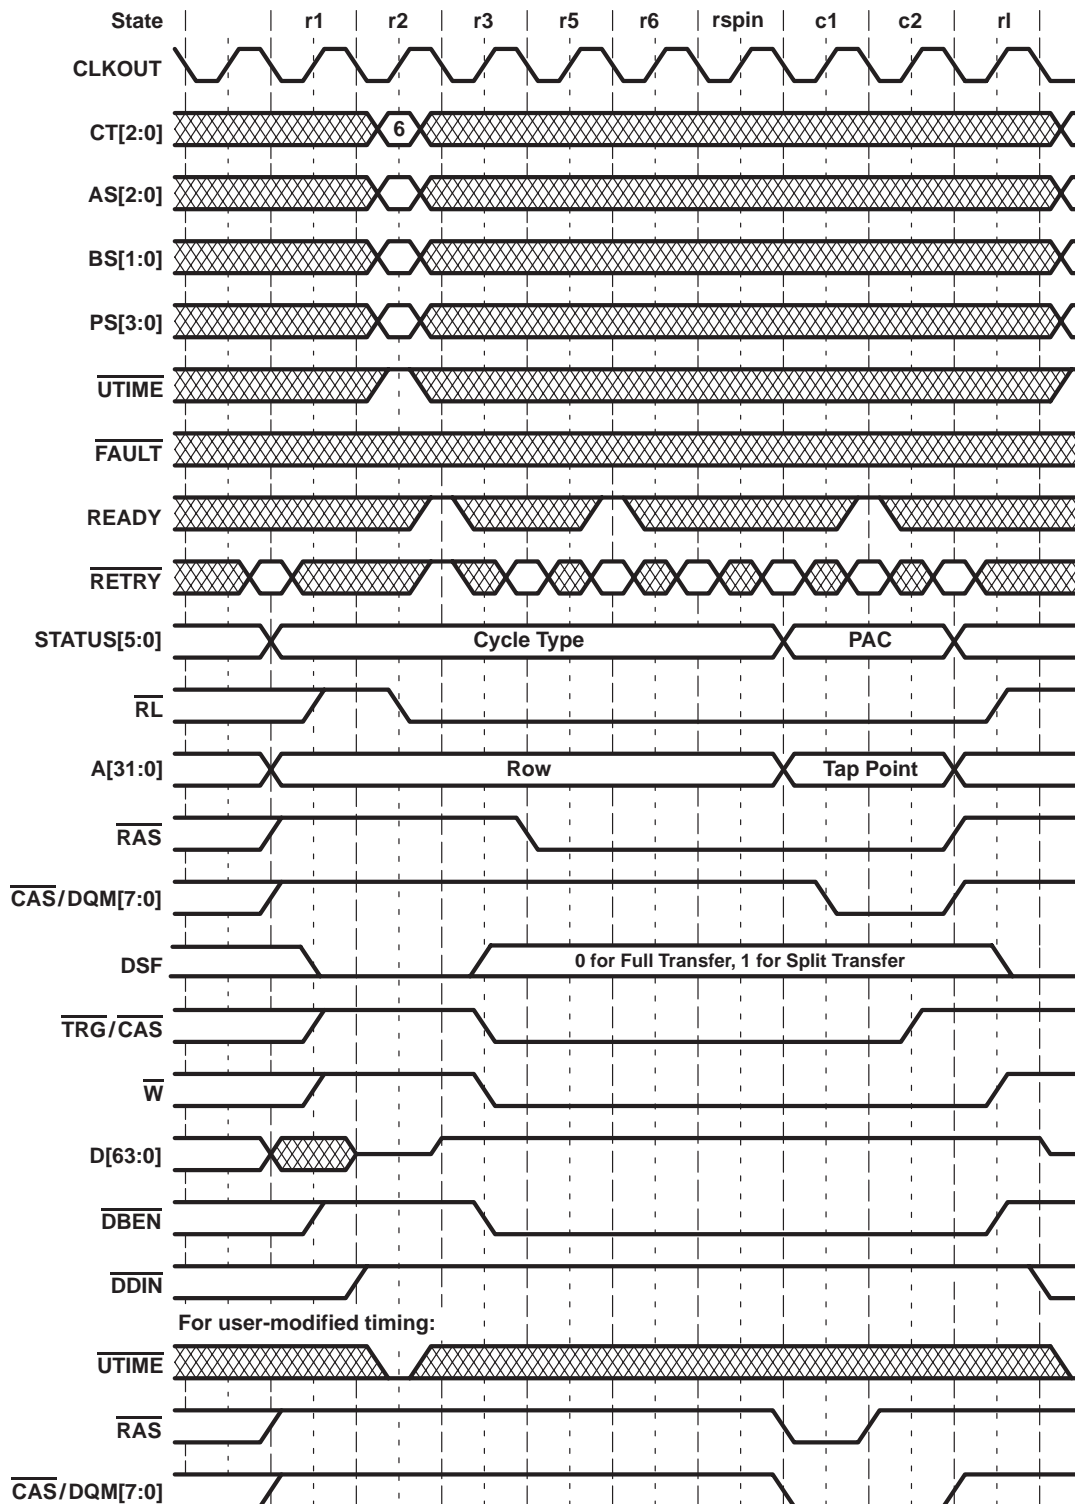 State r1 r2 r3 r5 r6 rspin c1 c2 rl
CLKOUT
CT[2:0] 6
AS[2:0]
BS[1:0]
PS[3:0]
UTIME
FAULT
READY
RETRY
STATUS[5:0] Cycle Type PAC
RL
A[31:0] Row Tap Point
RAS
CAS/DQM[7:0]
DSF 0 for Full Transfer, 1 for Split Transfer
TRG/CAS
W
D[63:0]
DBEN
DDIN
For user-modified timing:
UTIME
RAS
CAS/DQM[7:0]